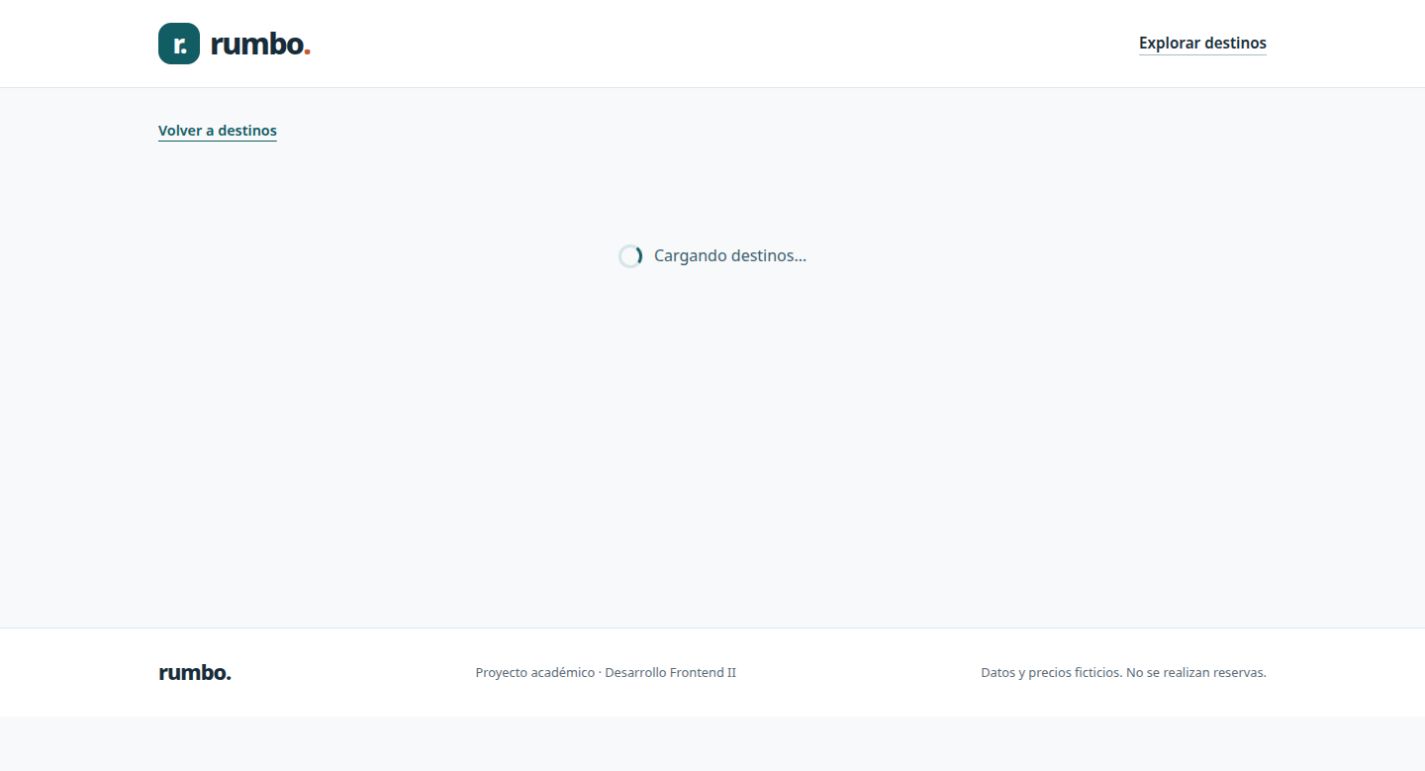 r. rumbo.
Explorar destinos
Volver a destinos
Cargando destinos...
rumbo.
Proyecto académico · Desarrollo Frontend II
Datos y precios ficticios. No se realizan reservas.